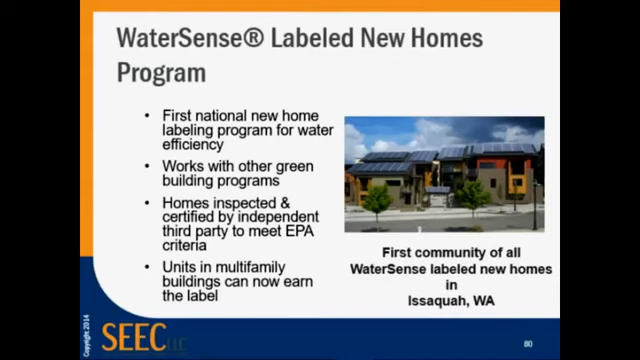 WaterSense® Labeled New Homes
Program
• First national new home
labeling program for water
efficiency
• Works with other green
building programs
• Homes inspected &
certified by independent
third party to meet EPA
criteria
• Units in multifamily
buildings can now earn
the label
First community of all
WaterSense labeled new homes
in
Issaquah, WA
Copyright 2014
SEEC LLC
80